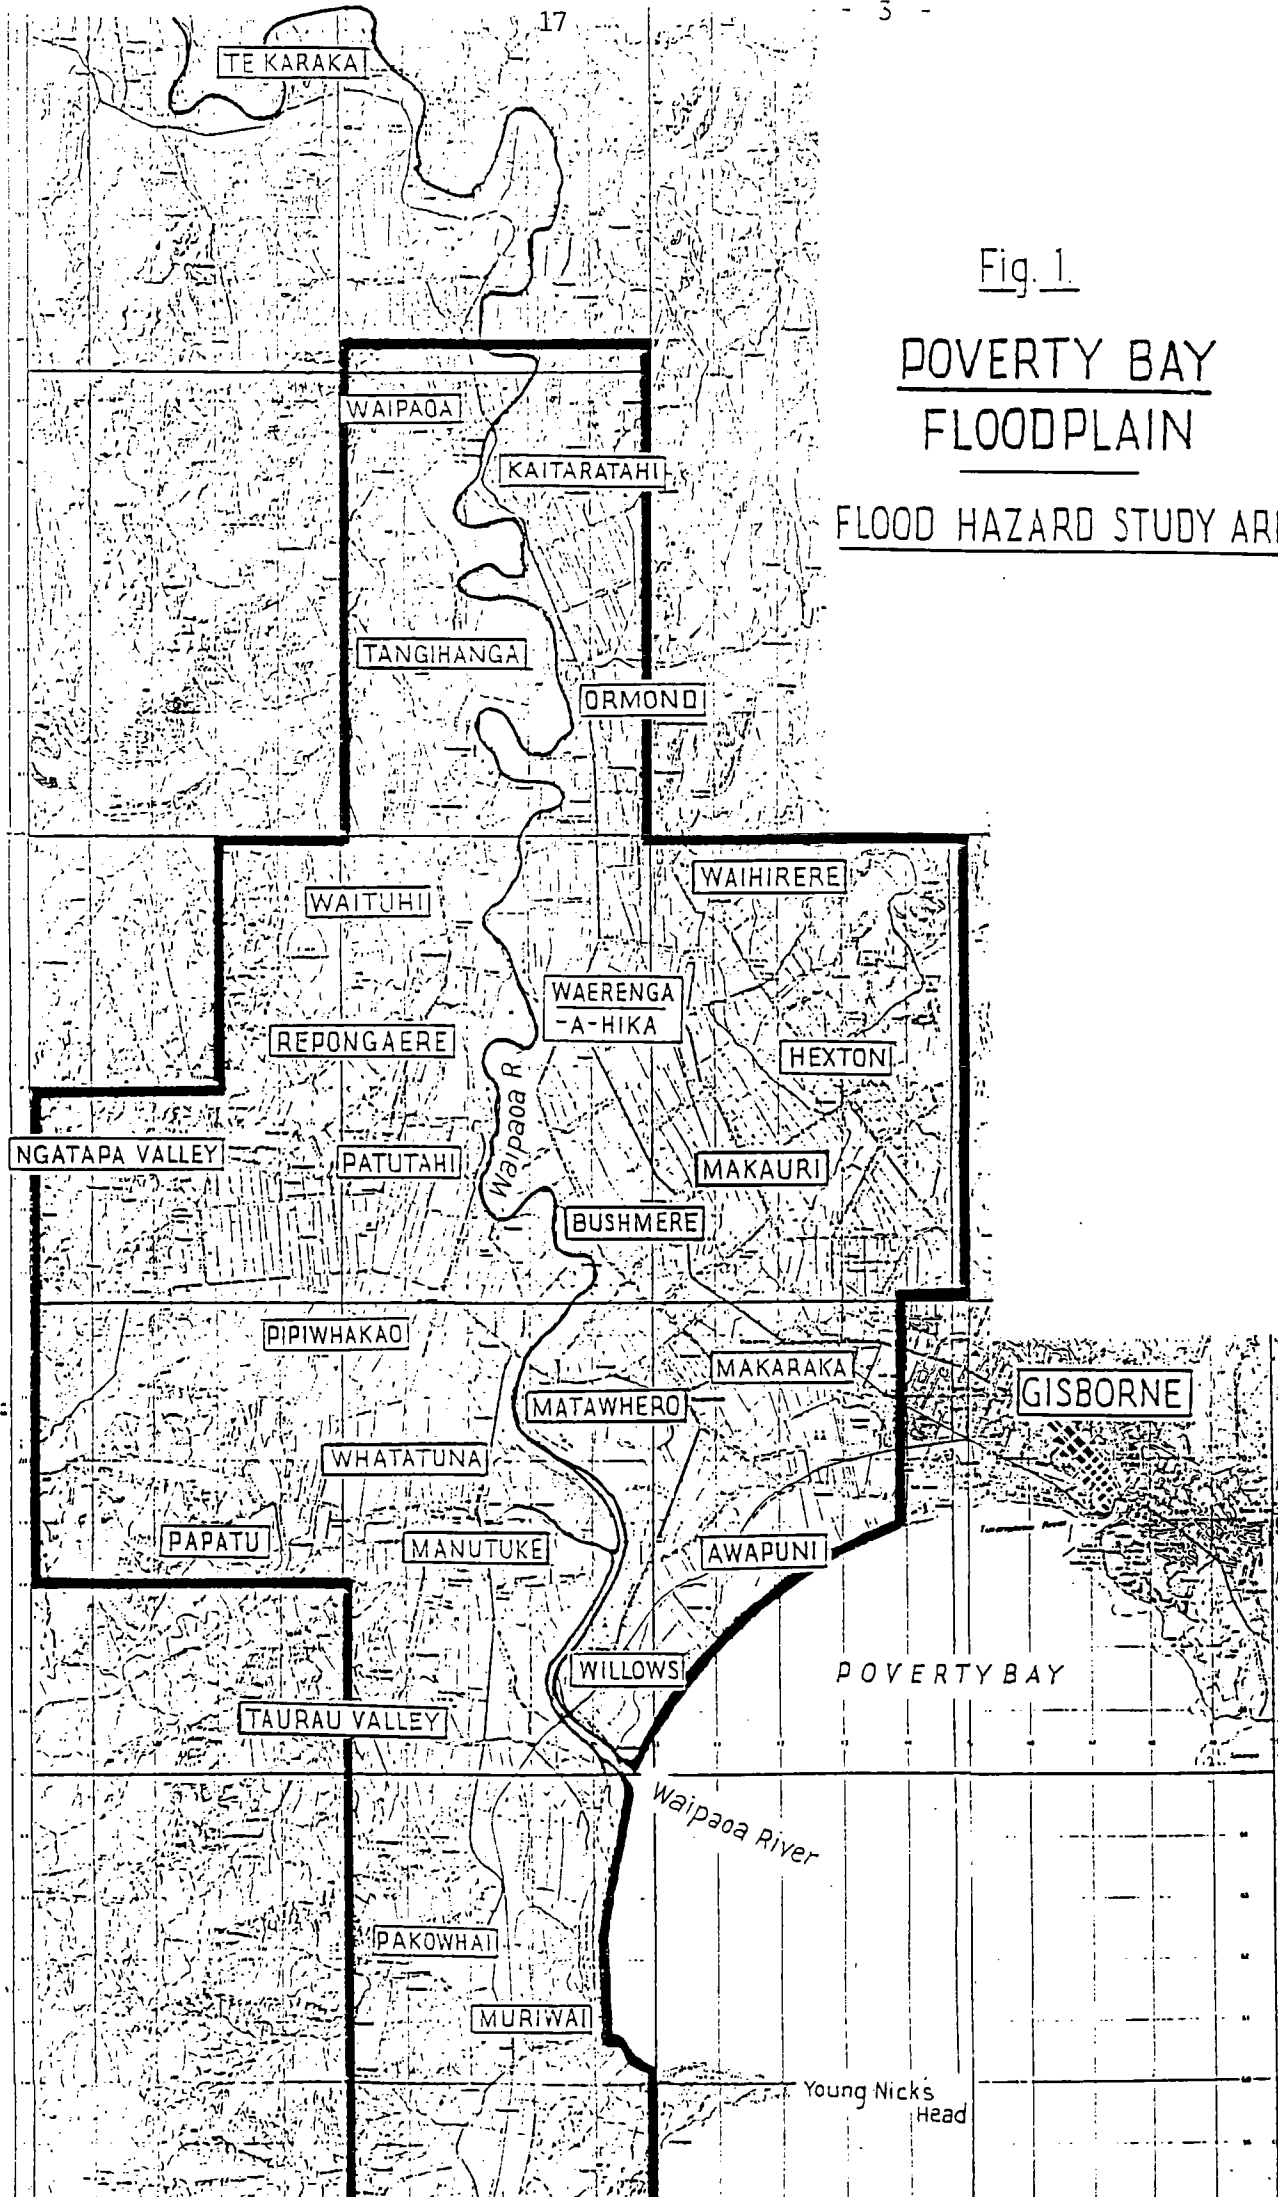 17
- 3 -
TE KARAKA
Fig. 1
POVERTY BAY
FLOODPLAIN
FLOOD HAZARD STUDY ARE
WAIPAOA
KAITARATAHI
TANGIHANGA
ORMOND
WAIHIRERE
WAITUHI
WAERENGA
-A-HIKA
REPONGAERE
HEXTON
Waipaoa R.
NGATAPA VALLEY
PATUTAHI
MAKAURI
BUSHMERE
PIPIWHAKAO
MAKARAKA
GISBORNE
MATAWHERO
WHATATUNA
PAPATU
MANUTUKE
AWAPUNI
WILLOWS
POVERTY BAY
TAURAU VALLEY
Waipaoa River
PAKOWHAI
MURIWAI
Young Nicks
Head